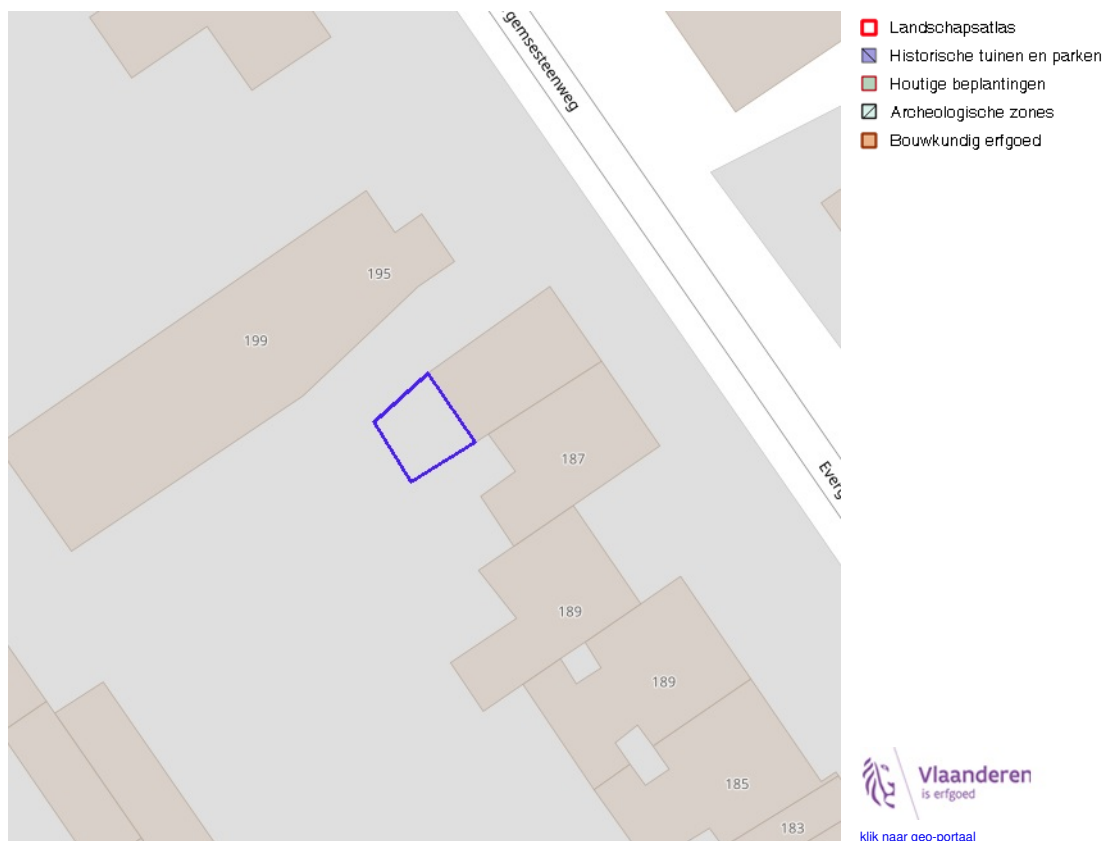 gemsesteenweg
195
199
187
Everg
189
189
185
183
Landschapsatlas
Historische tuinen en parken
Houtige beplantingen
Archeologische zones
Bouwkundig erfgoed
Vlaanderen
is erfgoed
klik naar geo-portaal